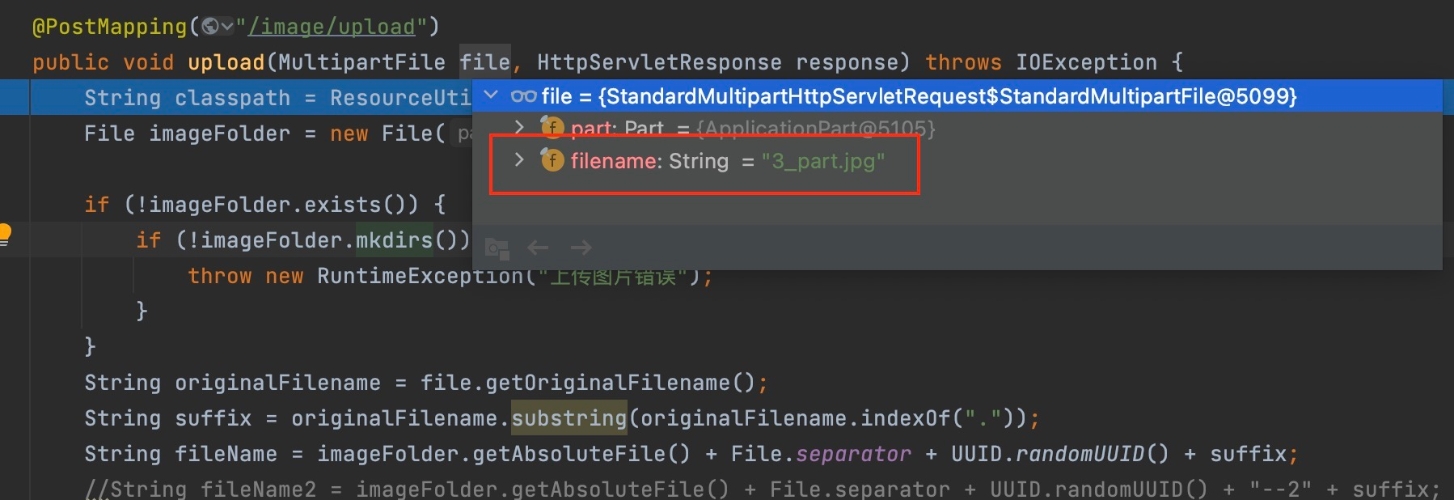 @PostMapping("/image/upload")
public void upload(MultipartFile file, HttpServletResponse response) throws IOException {
String classpath = ResourceUti
file = {StandardMultipartHttpServletRequest$StandardMultipartFile@5099}
File imageFolder = new File( pa
part: Part = {ApplicationPart@5105}
filename: String = "3_part.jpg"
if (!imageFolder.exists()) {
if (!imageFolder.mkdirs())
throw new RuntimeException("上传图片错误");
}
}
String originalFilename = file.getOriginalFilename();
String suffix = originalFilename.substring(originalFilename.indexOf("."));
String fileName = imageFolder.getAbsoluteFile() + File.separator + UUID.randomUUID() + suffix;
//String fileName2 = imageFolder.getAbsoluteFile() + File.separator + UUID.randomUUID() + "--2" + suffix;